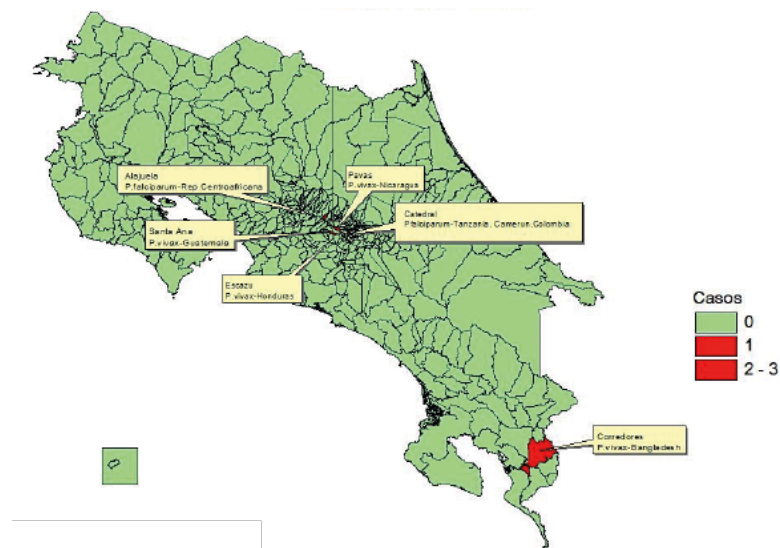 Alajuela
P.falciparum-Rep.Centroafricana
Pavas
P.vivax-Nicaragua
Catedral
Pfalciparum-Tanzania, Camerun,Colombia
Santa Ana
P.vivax-Guatemala
Escazu
P.vivax-Honduras
Casos
0
1
2 - 3
Corredores
P.vivax-Bangladesh